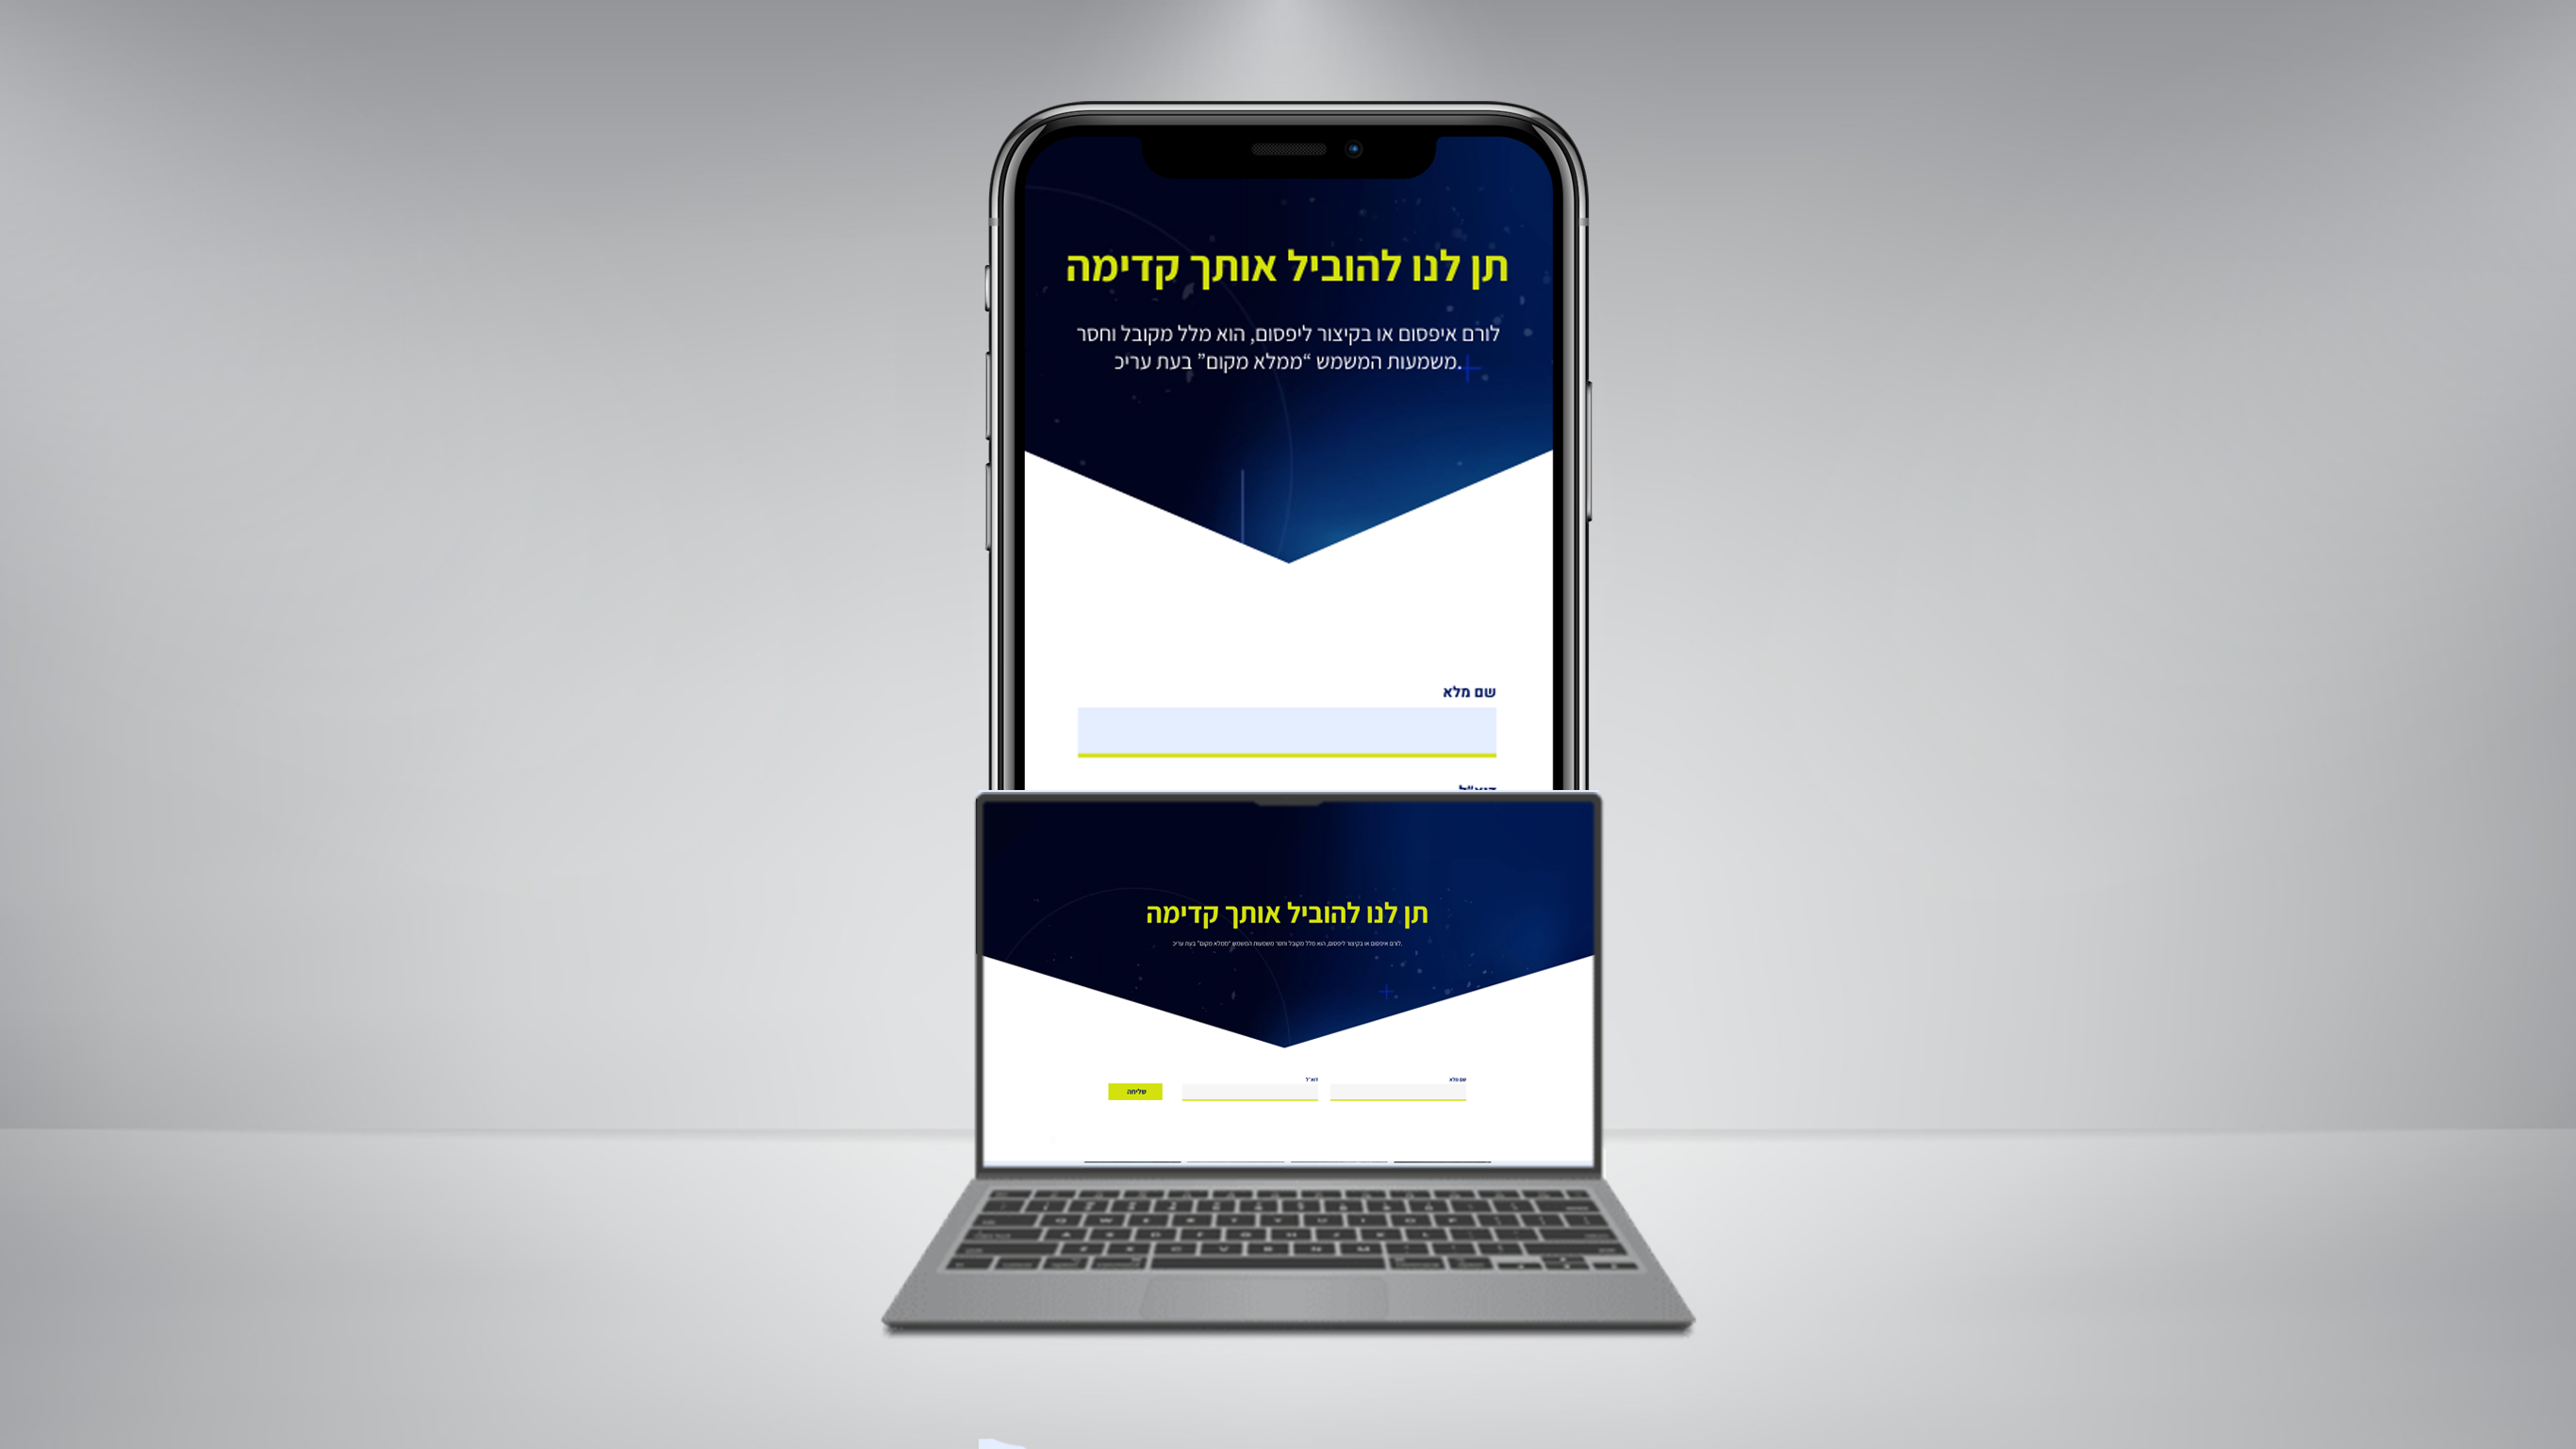 תן לנו להוביל אותך קדימה
לורם איפסום או בקיצור ליפסום, הוא מלל מקובל וחסר
משמעות המשמש "ממלא מקום" בעת עריכ.
שם מלא
דוא"ל
תן לנו להוביל אותך קדימה
לורם איפסום או בקיצור ליפסום, הוא מלל מקובל וחסר משמעות המשמש "ממלא מקום" בעת עריכ.
שם מלא
דוא"ל
שליחה
Q W E R T Y U I O P
A S D F G H J K L
Z X C V B N M